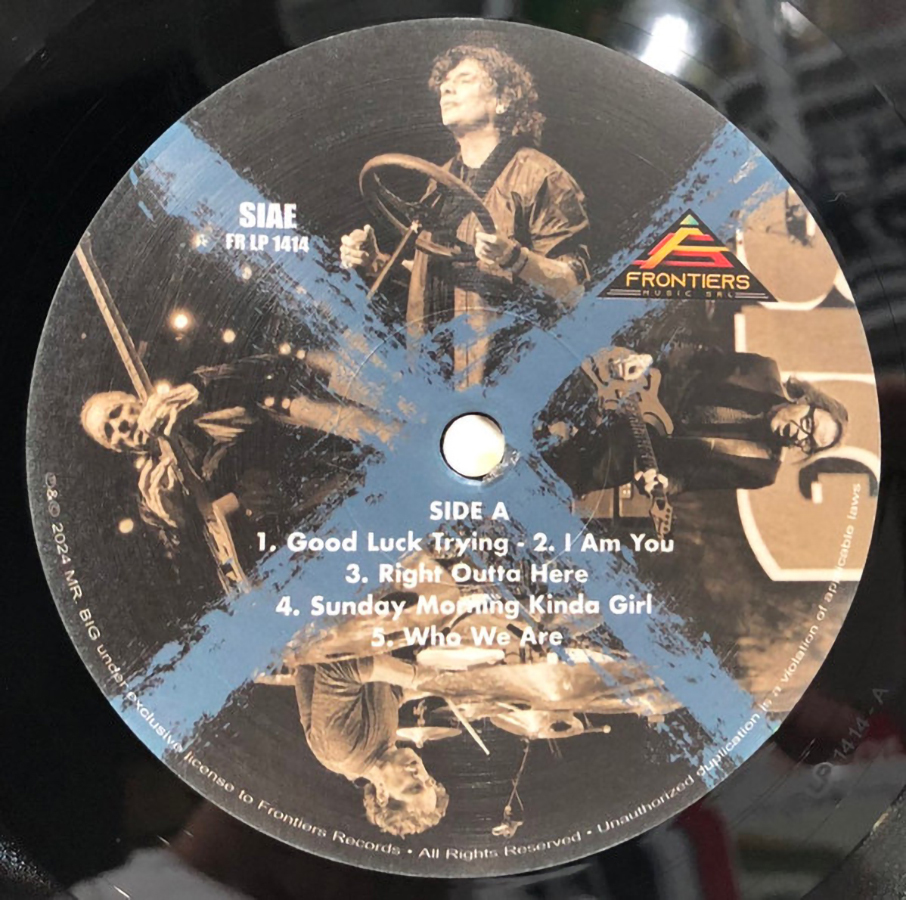 SIAE
FR LP 1414
FRONTIERS
MUSIC SRL
SIDE A
1. Good Luck Trying - 2. I Am You
3. Right Outta Here
4. Sunday Morning Kinda Girl
5. Who We Are
℗&© 2024 MR. BIG under exclusive license to Frontiers Records • All Rights Reserved • Unauthorized duplication is a violation of applicable laws
1414 - A